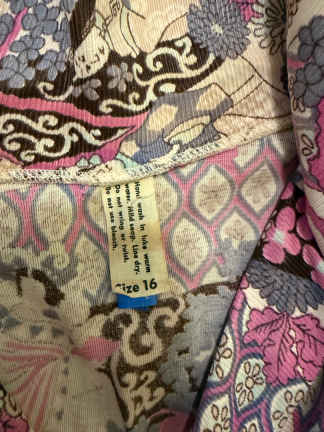 Hand wash in luke warm
water. Mild soap. Line dry.
Do not wring or twist.
Do not use bleach.
Size 16